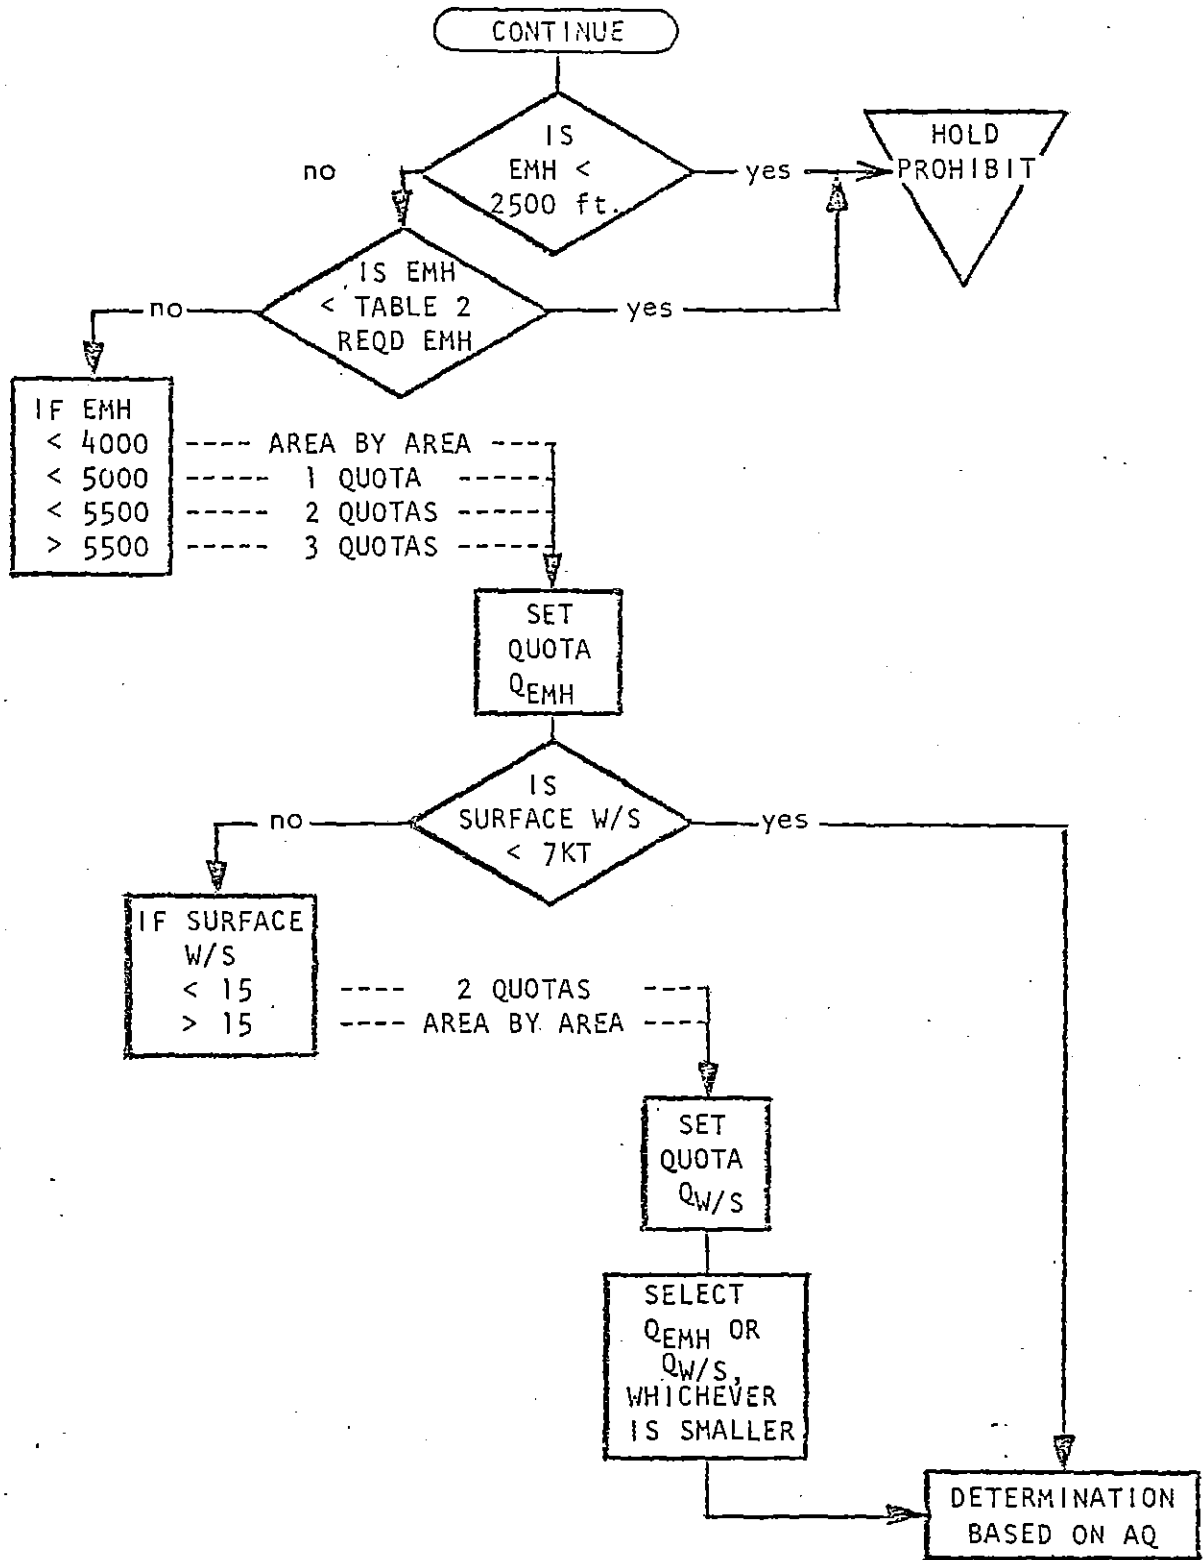 CONTINUE
IS
EMH <
2500 ft.
no
yes
HOLD
PROHIBIT
IS EMH
< TABLE 2
REQD EMH
no
yes
IF EMH
< 4000 ---- AREA BY AREA ----
< 5000 ----- 1 QUOTA ------
< 5500 ----- 2 QUOTAS ------
> 5500 ----- 3 QUOTAS ------
SET
QUOTA
QEMH
IS
SURFACE W/S
< 7KT
no
yes
IF SURFACE
W/S
< 15 ---- 2 QUOTAS ----
> 15 ---- AREA BY AREA ----
SET
QUOTA
QW/S
SELECT
QEMH OR
QW/S,
WHICHEVER
IS SMALLER
DETERMINATION
BASED ON AQ